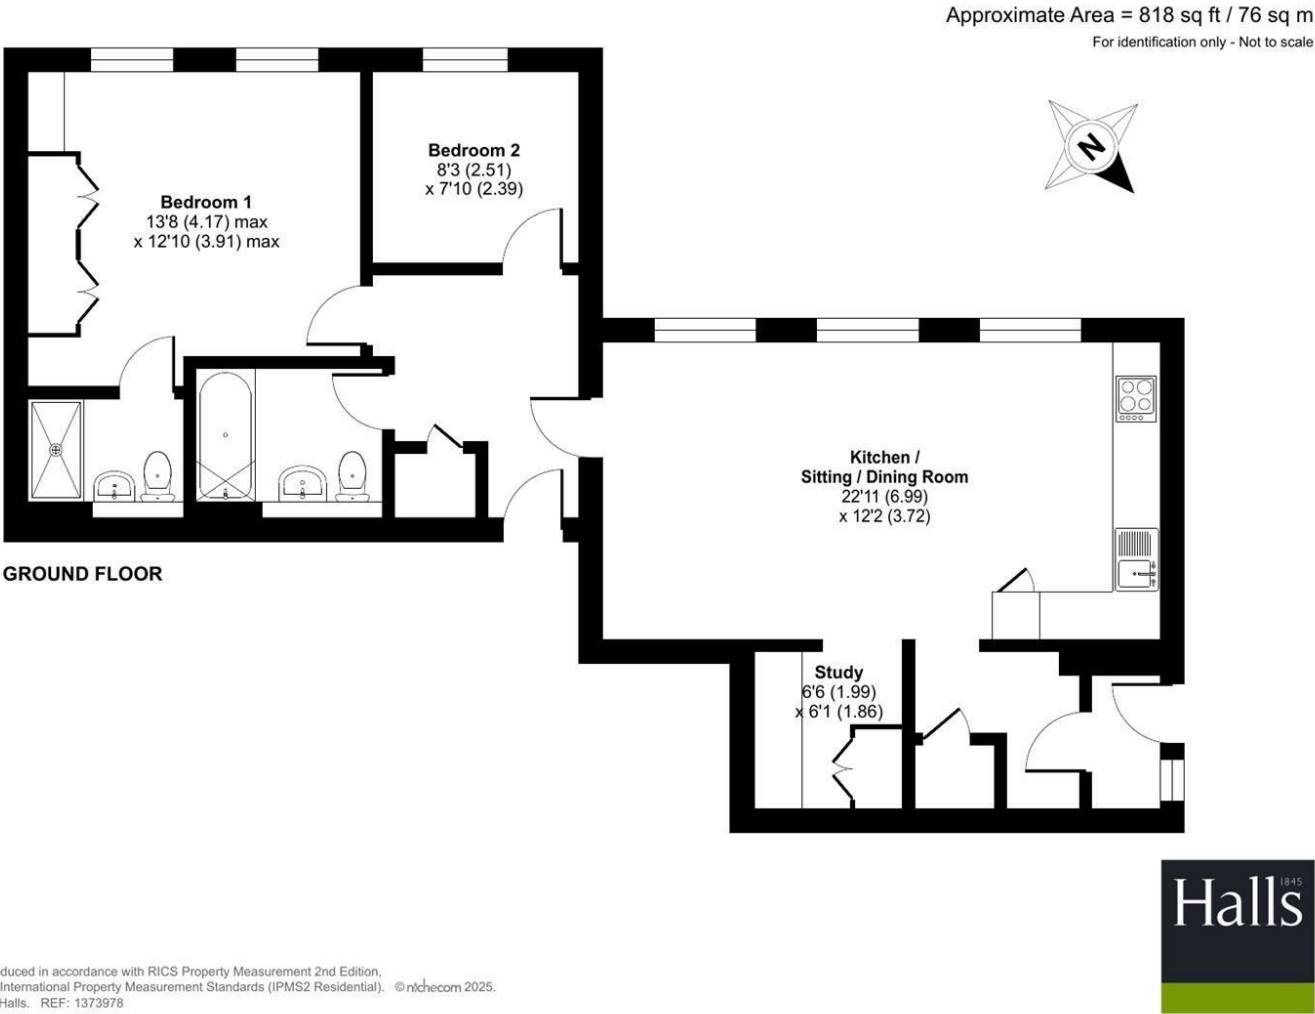 Approximate Area = 818 sq ft / 76 sq m
For identification only - Not to scale
N
Bedroom 2
8'3 (2.51)
x 7'10 (2.39)
Bedroom 1
13'8 (4.17) max
x 12'10 (3.91) max
Kitchen /
Sitting / Dining Room
22'11 (6.99)
x 12'2 (3.72)
GROUND FLOOR
Study
6'6 (1.99)
x 6'1 (1.86)
1845
Halls
duced in accordance with RICS Property Measurement 2nd Edition,
International Property Measurement Standards (IPMS2 Residential). © nichecom 2025.
Halls. REF: 1373978